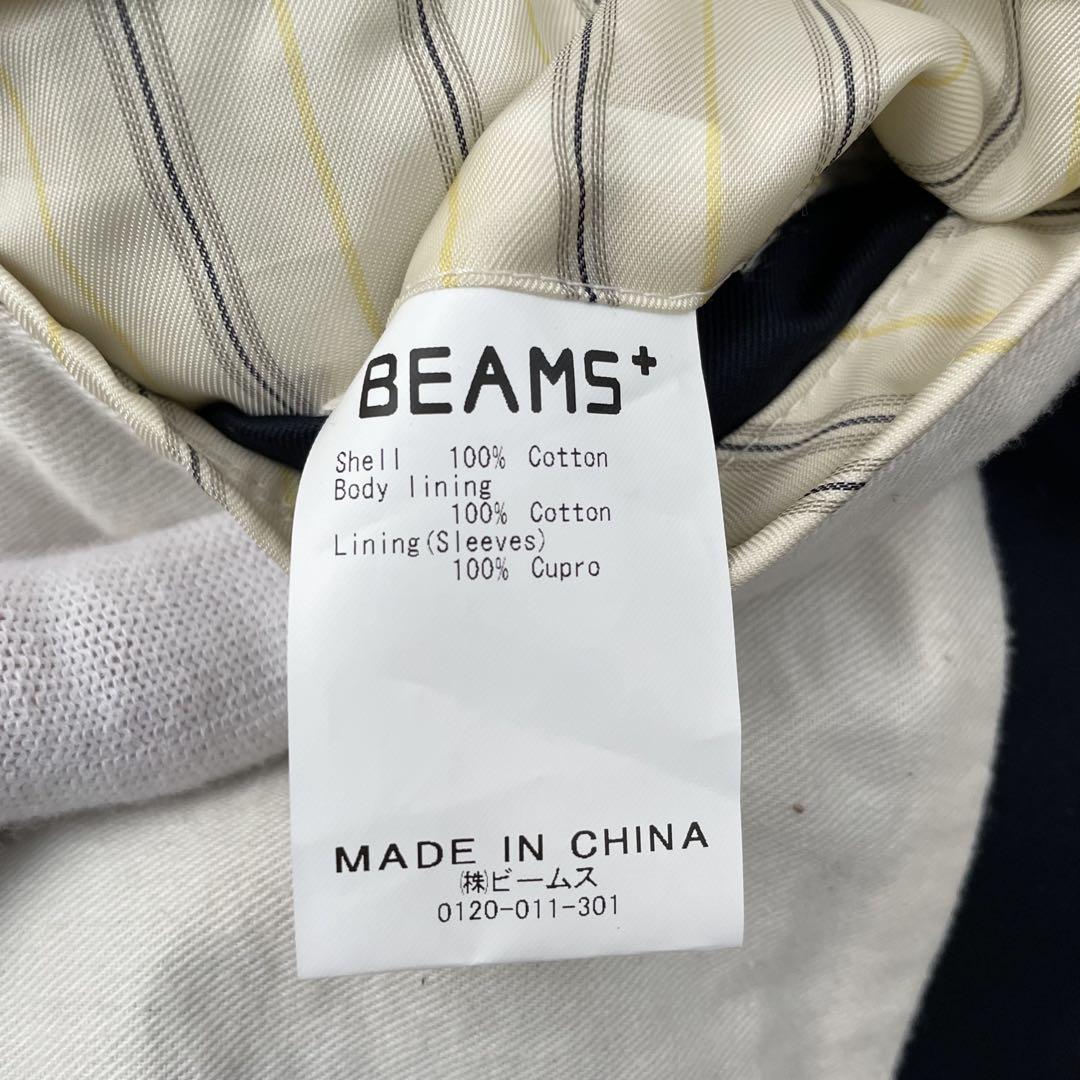 BEAMS+
Shell 100% Cotton
Body lining
100% Cotton
Lining(Sleeves)
100% Cupro
MADE IN CHINA
㈱ビームス
0120-011-301